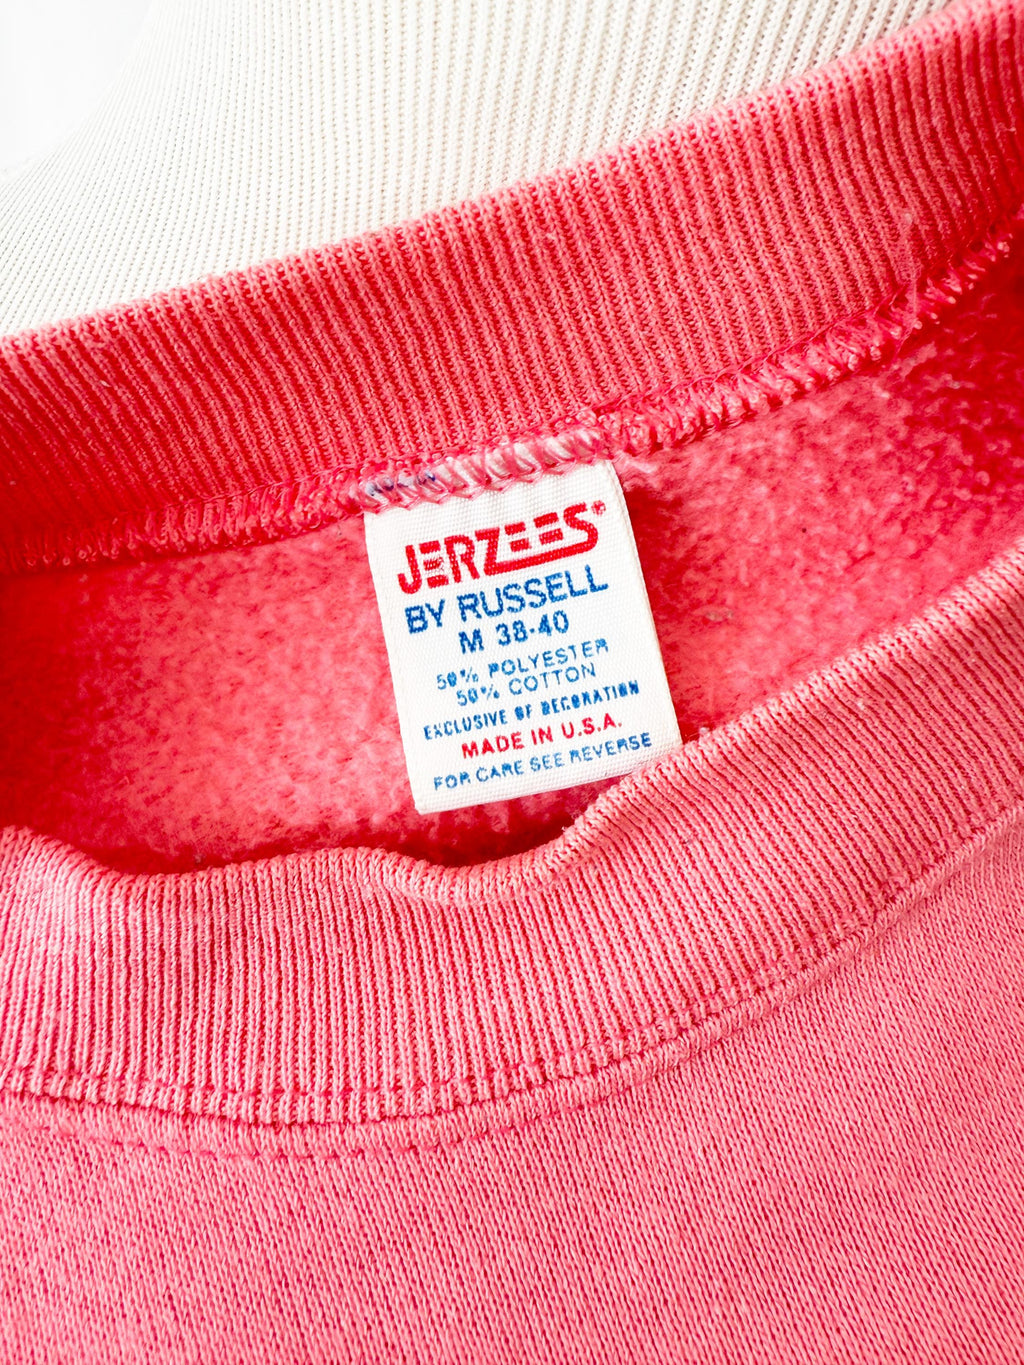 JERZEES®
BY RUSSELL
M 38-40
50% POLYESTER
50% COTTON
EXCLUSIVE OF DECORATION
MADE IN U.S.A.
FOR CARE SEE REVERSE